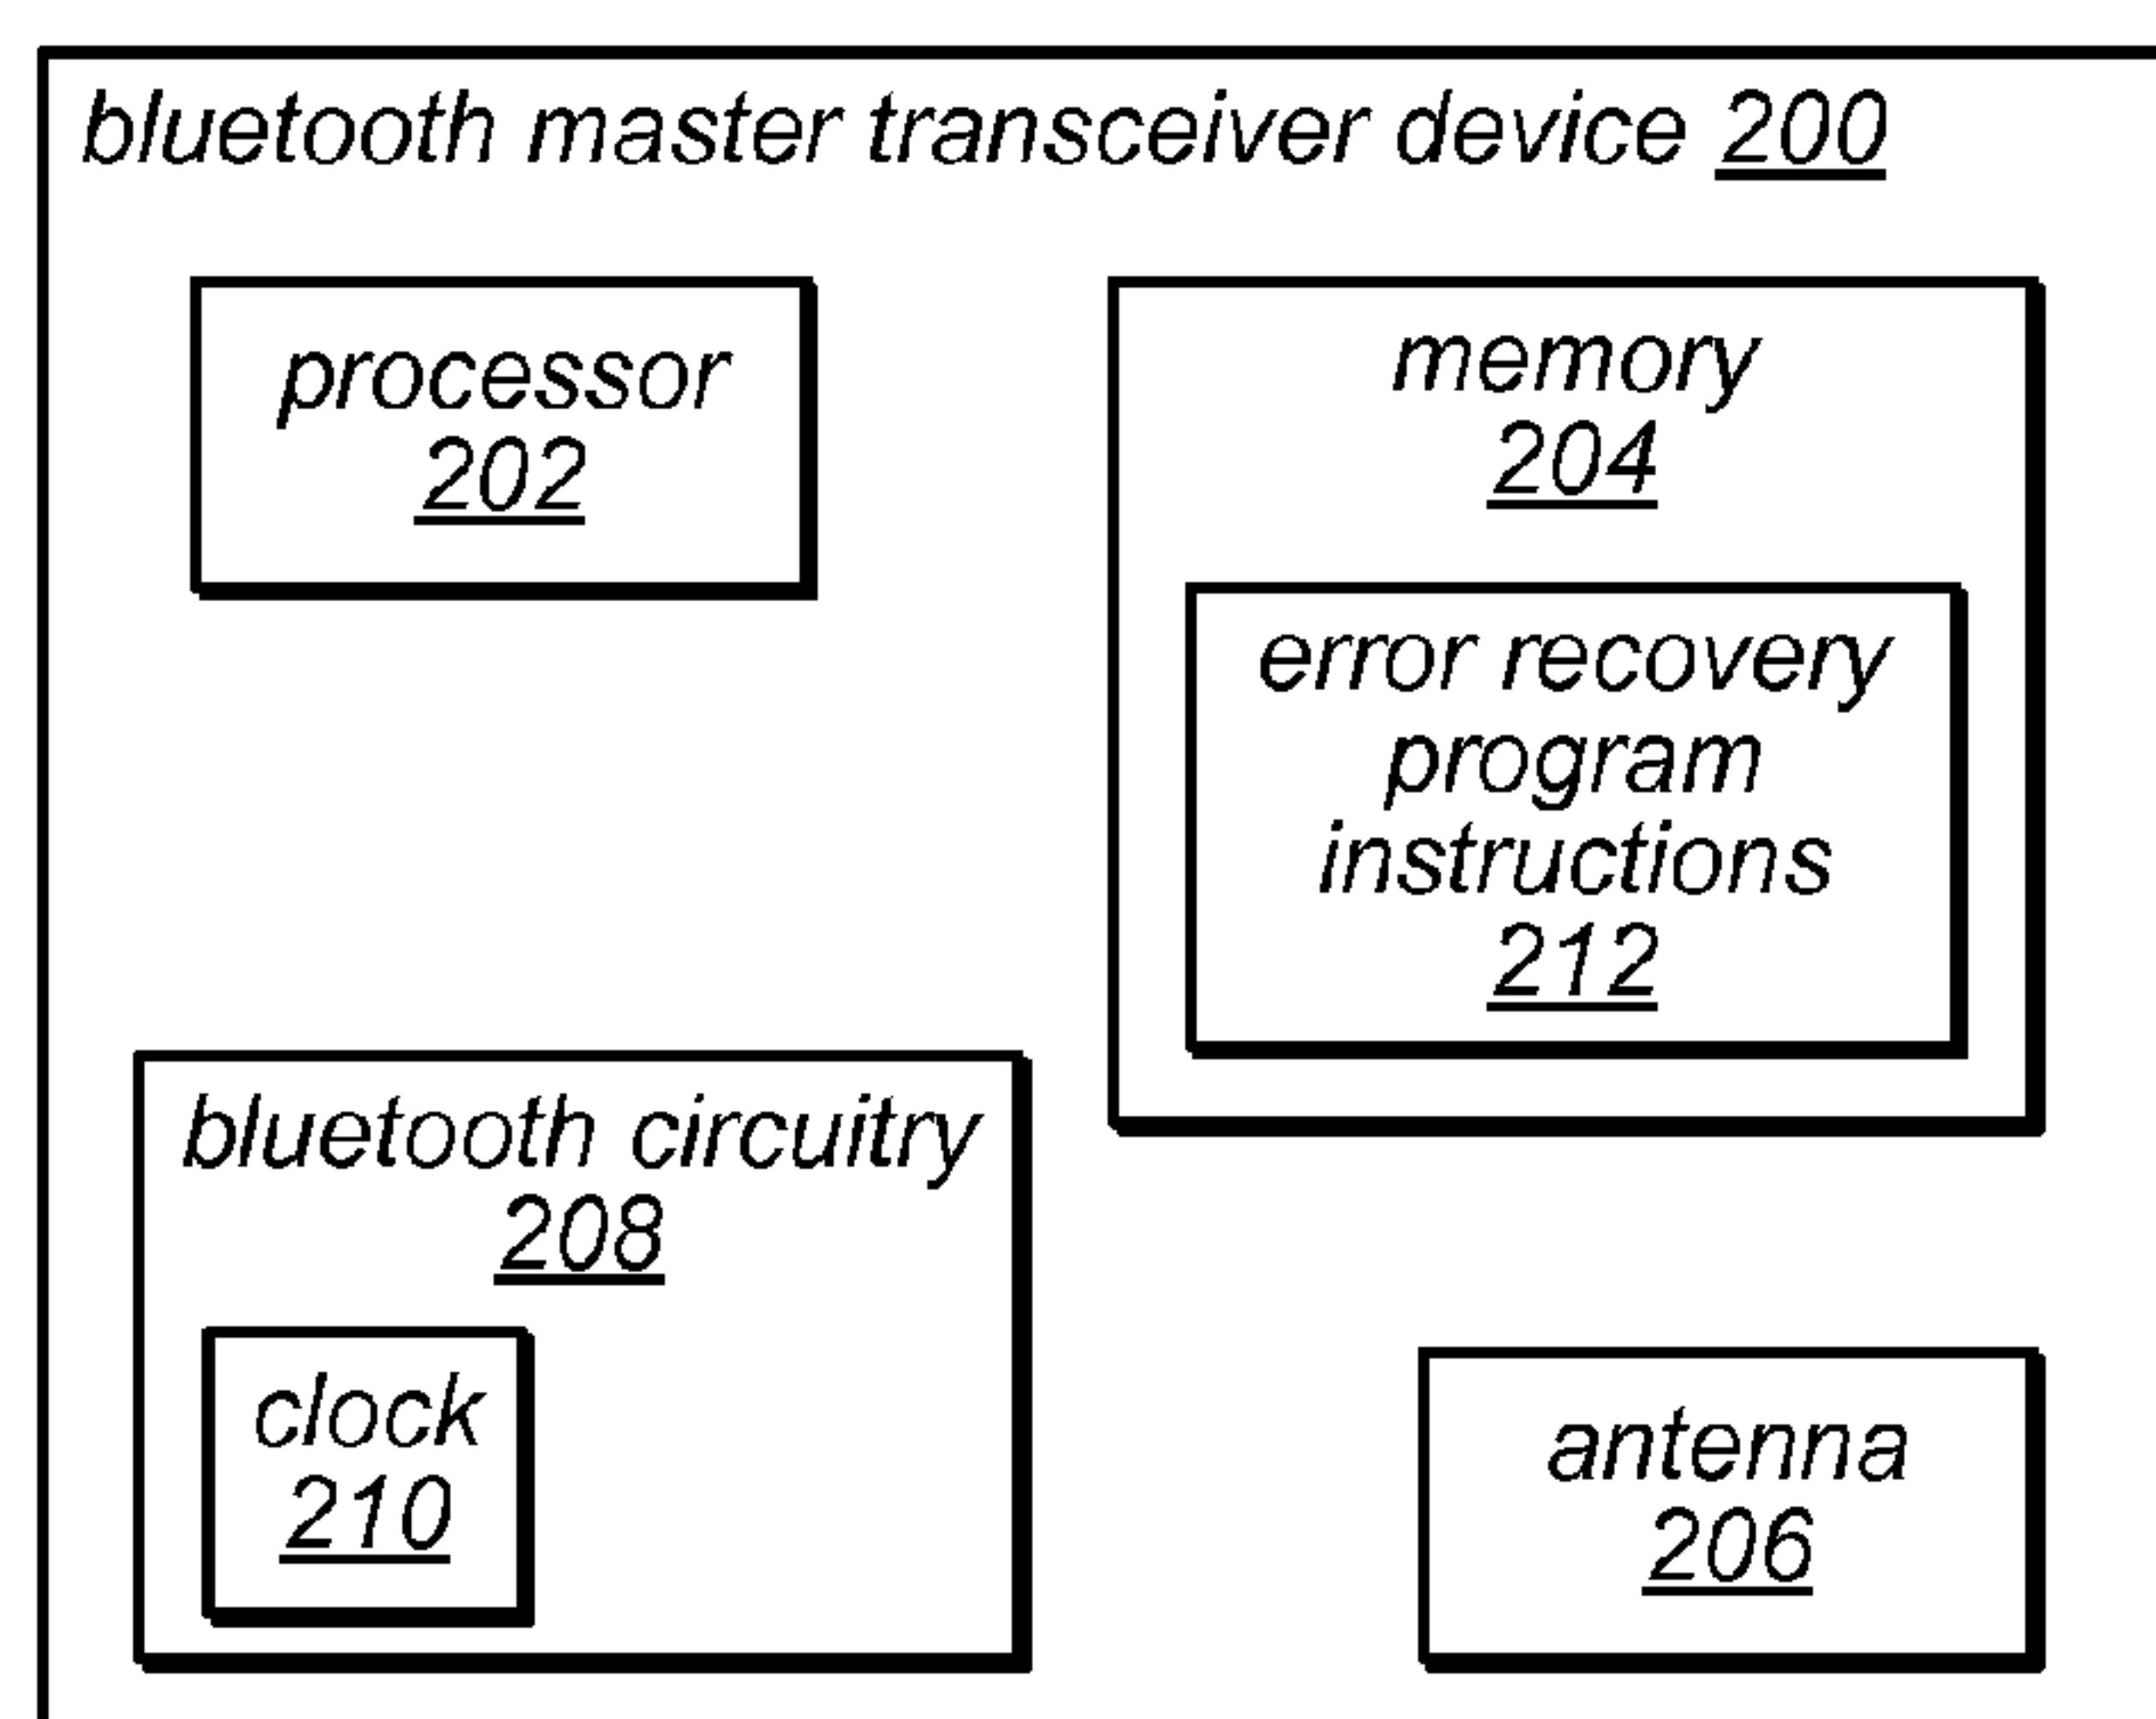 bluetooth master transceiver device 200
processor
202
memory
204
error recovery
program
instructions
212
bluetooth circuitry
208
clock
210
antenna
206